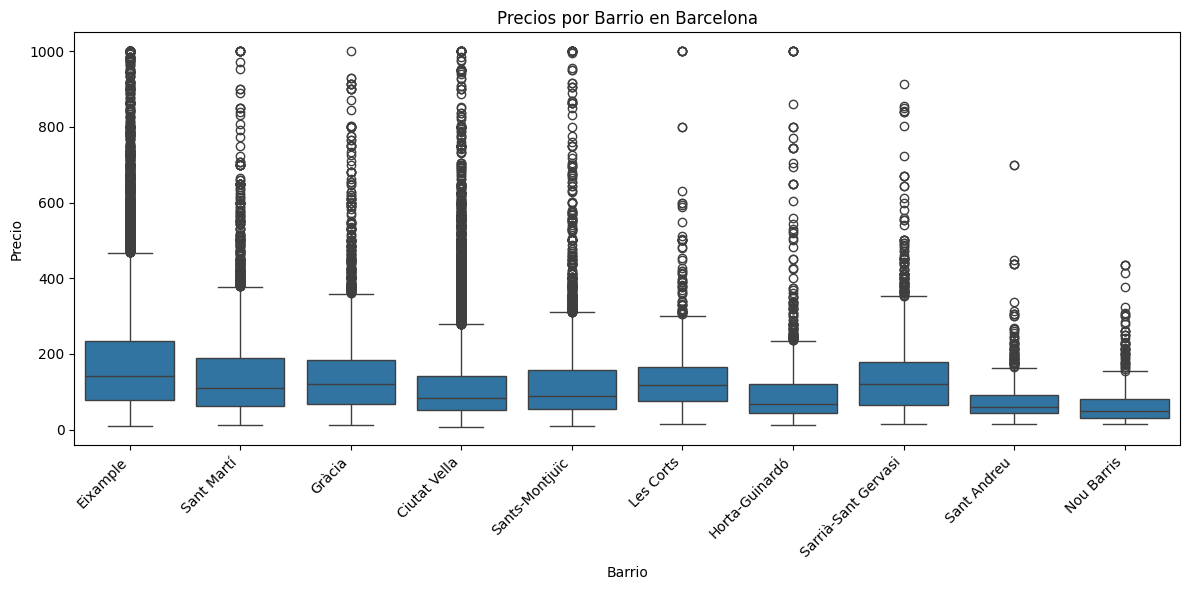 Precios por Barrio en Barcelona
Precio
1000
800
600
400
200
0
Eixample
Sant Martí
Gràcia
Ciutat Vella
Sants-Montjuïc
Les Corts
Horta-Guinardó
Sarrià-Sant Gervasi
Sant Andreu
Nou Barris
Barrio